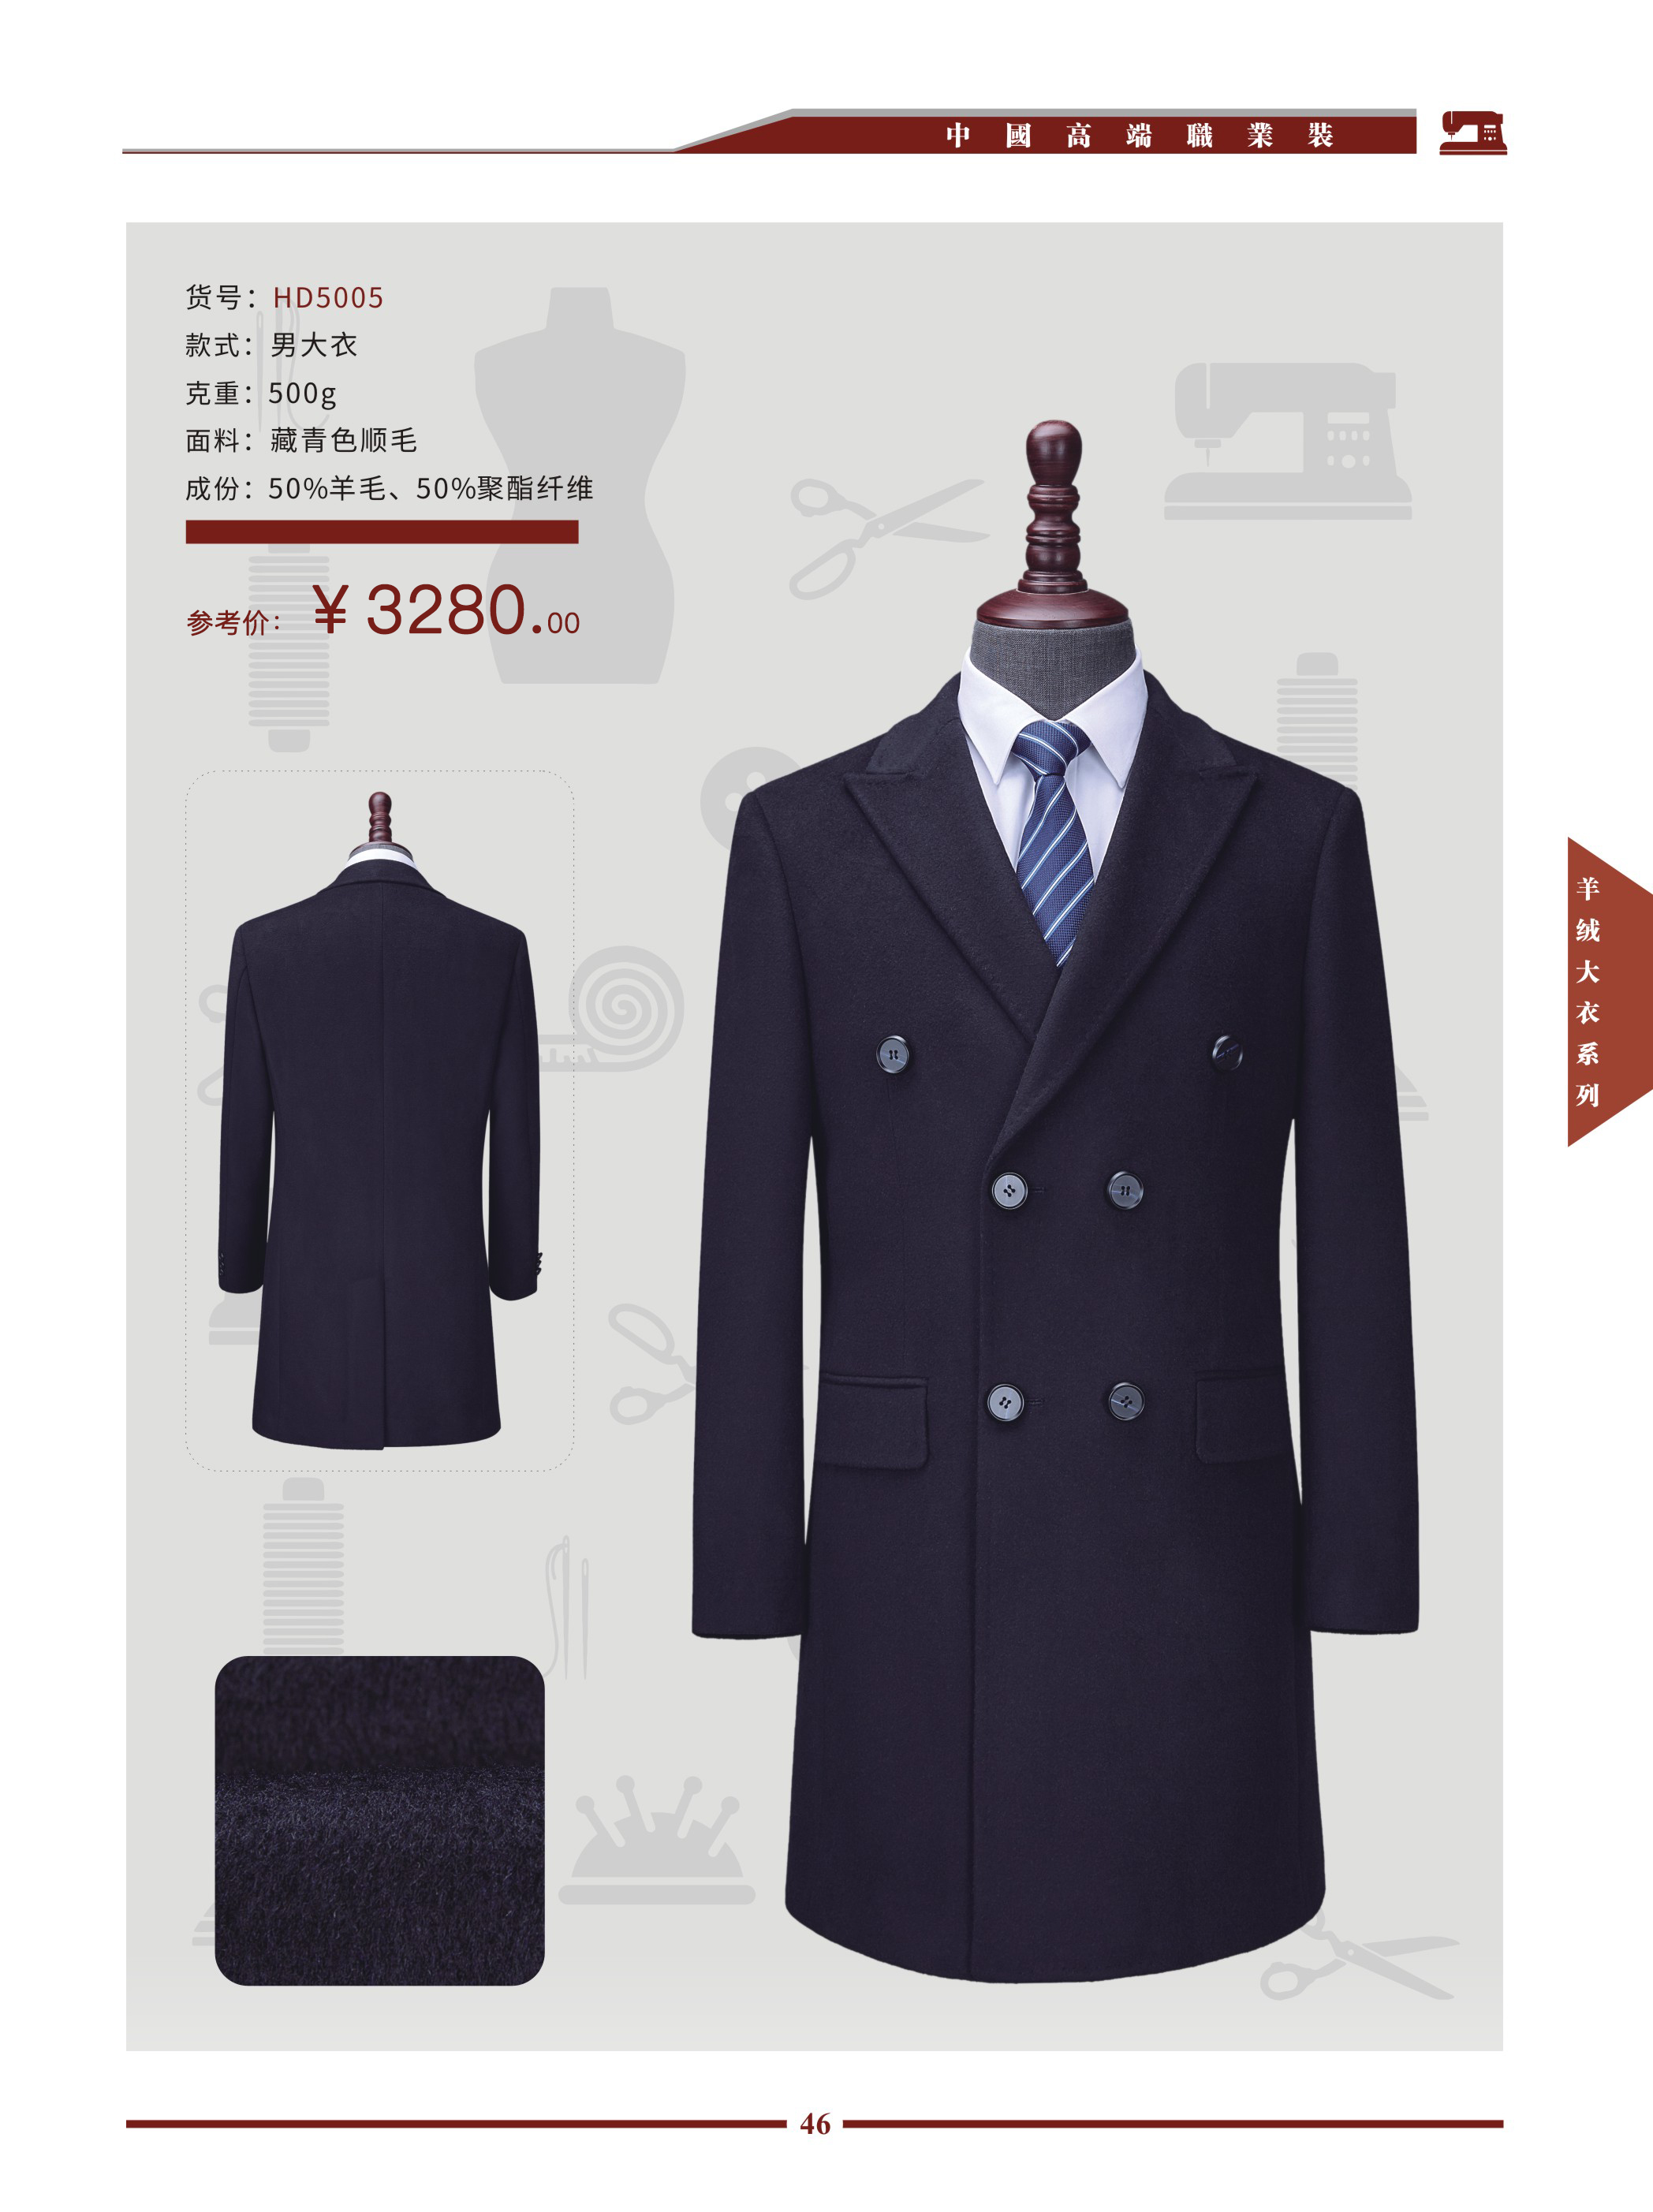 中國高端職業裝
货号：HD5005
款式：男大衣
克重：500g
面料：藏青色顺毛
成份：50%羊毛、50%聚酯纤维
参考价：￥3280.00
羊绒大衣系列
46